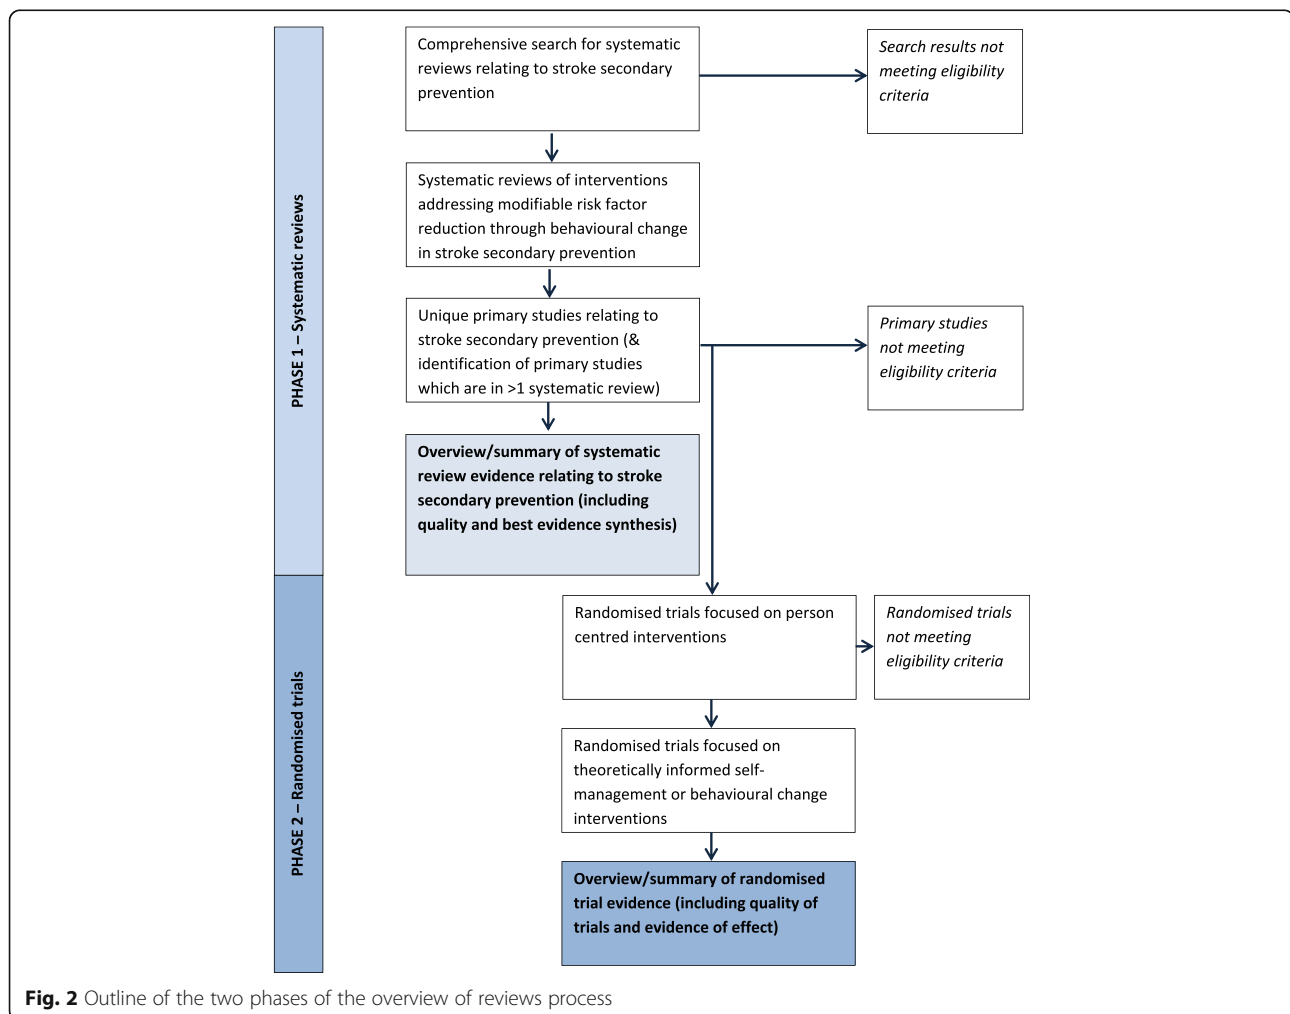 PHASE 1 – Systematic reviews
Comprehensive search for systematic
reviews relating to stroke secondary
prevention
Search results not
meeting eligibility
criteria
Systematic reviews of interventions
addressing modifiable risk factor
reduction through behavioural change
in stroke secondary prevention
Unique primary studies relating to
stroke secondary prevention (&
identification of primary studies
which are in >1 systematic review)
Primary studies
not meeting
eligibility criteria
Overview/summary of systematic
review evidence relating to stroke
secondary prevention (including
quality and best evidence synthesis)
PHASE 2 – Randomised trials
Randomised trials focused on person
centred interventions
Randomised trials
not meeting
eligibility criteria
Randomised trials focused on
theoretically informed self-
management or behavioural change
interventions
Overview/summary of randomised
trial evidence (including quality of
trials and evidence of effect)
Fig. 2 Outline of the two phases of the overview of reviews process